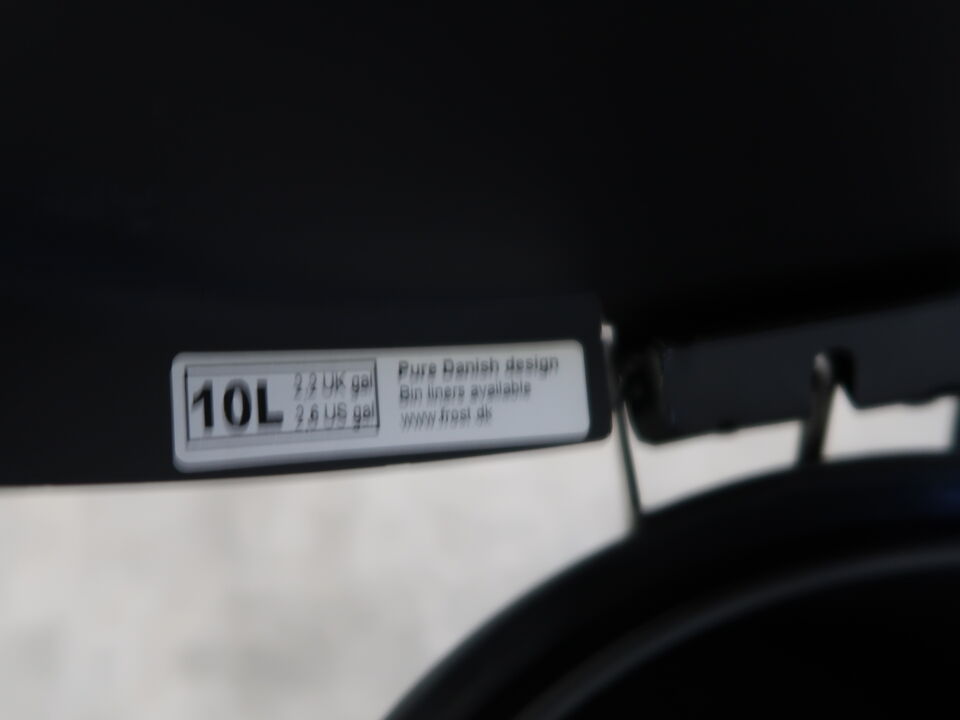 10L
2.2 UK gal
2.6 US gal
Pure Danish design
Bin liners available
www.frost.dk